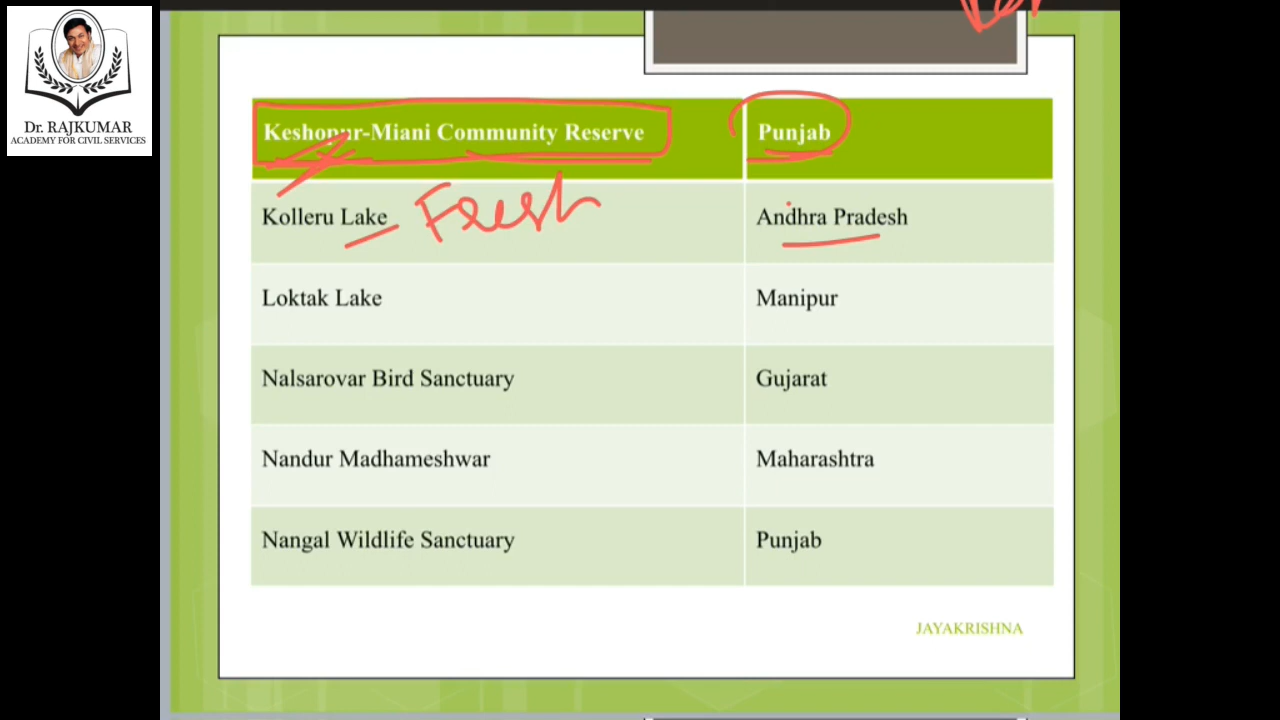 Dr. RAJKUMAR
ACADEMY FOR CIVIL SERVICES
Keshopur-Miani Community Reserve Punjab
Kolleru Lake Fresh Andhra Pradesh
Loktak Lake Manipur
Nalsarovar Bird Sanctuary Gujarat
Nandur Madhameshwar Maharashtra
Nangal Wildlife Sanctuary Punjab
JAYAKRISHNA